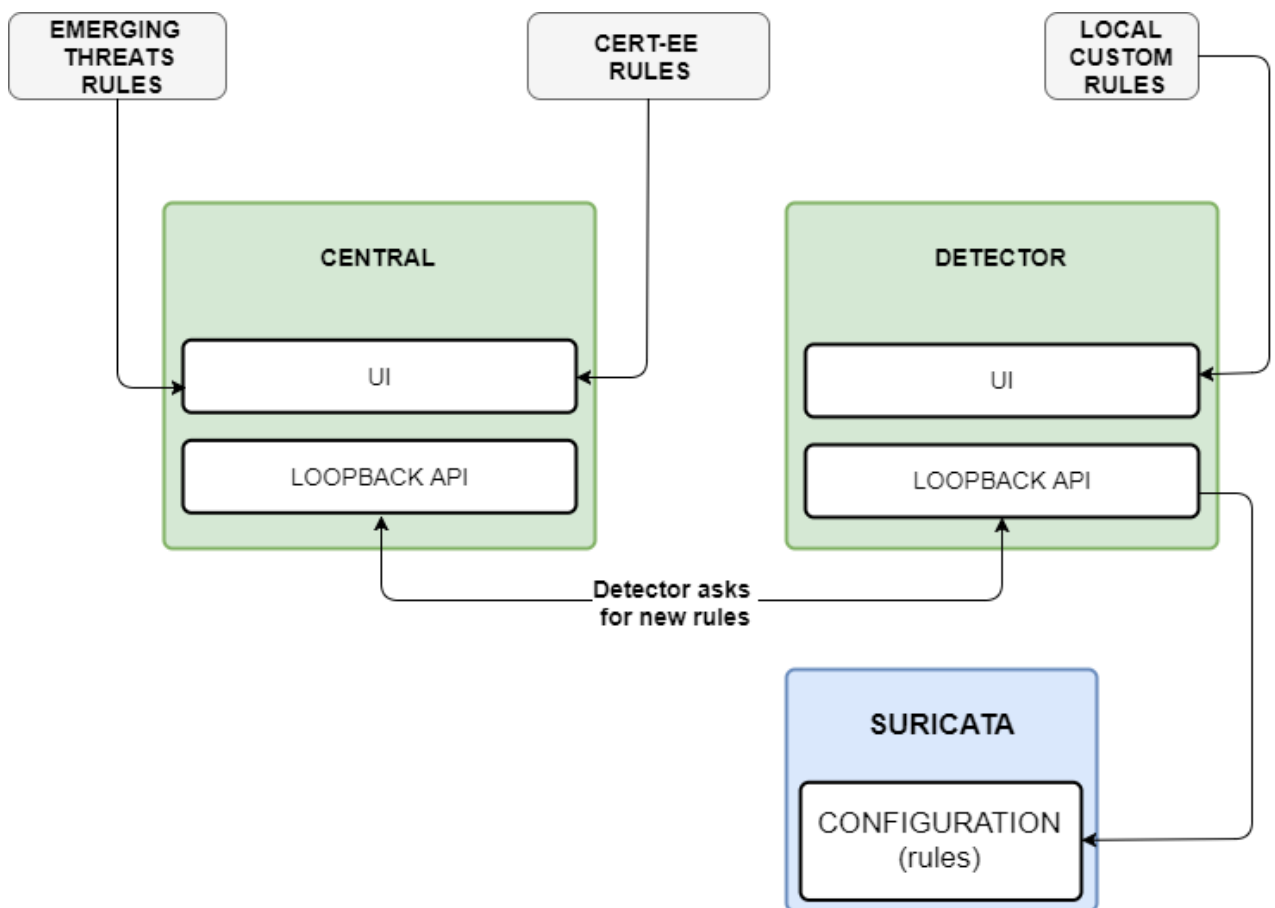 EMERGING
THREATS
RULES
CERT-EE
RULES
LOCAL
CUSTOM
RULES
CENTRAL
UI
LOOPBACK API
DETECTOR
UI
LOOPBACK API
Detector asks
for new rules
SURICATA
CONFIGURATION
(rules)